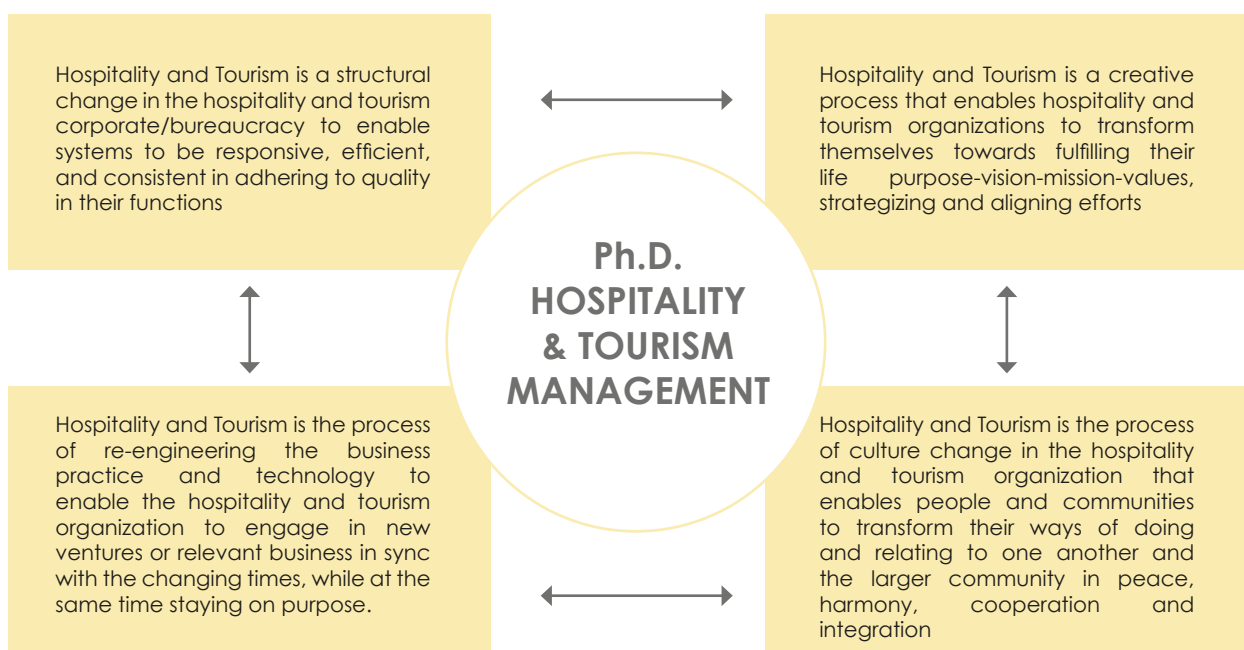 Hospitality and Tourism is a structural
change in the hospitality and tourism
corporate/bureaucracy to enable
systems to be responsive, efficient,
and consistent in adhering to quality
in their functions
Hospitality and Tourism is a creative
process that enables hospitality and
tourism organizations to transform
themselves towards fulfilling their
life purpose-vision-mission-values,
strategizing and aligning efforts
Ph.D.
HOSPITALITY
& TOURISM
MANAGEMENT
Hospitality and Tourism is the process
of re-engineering the business
practice and technology to
enable the hospitality and tourism
organization to engage in new
ventures or relevant business in sync
with the changing times, while at the
same time staying on purpose.
Hospitality and Tourism is the process
of culture change in the hospitality
and tourism organization that
enables people and communities
to transform their ways of doing
and relating to one another and
the larger community in peace,
harmony, cooperation and
integration